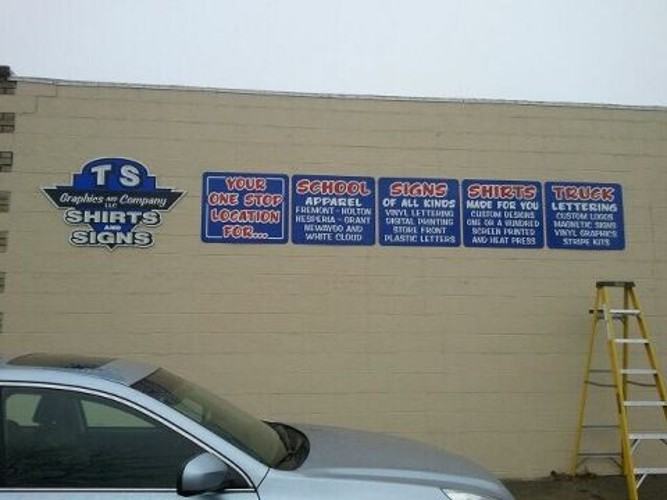 TS
Graphics AND Company
LLC
SHIRTS
AND
SIGNS
YOUR
ONE STOP
LOCATION
FOR...
SCHOOL
APPAREL
FREMONT - HOLTON
HESPERIA - GRANT
NEWAYGO AND
WHITE CLOUD
SIGNS
OF ALL KINDS
VINYL LETTERING
DIGITAL PRINTING
STORE FRONT
PLASTIC LETTERS
SHIRTS
MADE FOR YOU
CUSTOM DESIGNS
ONE OR A HUNDRED
SCREEN PRINTED
AND HEAT PRESS
TRUCK
LETTERING
CUSTOM LOGOS
MAGNETIC SIGNS
VINYL GRAPHICS
STRIPE KITS